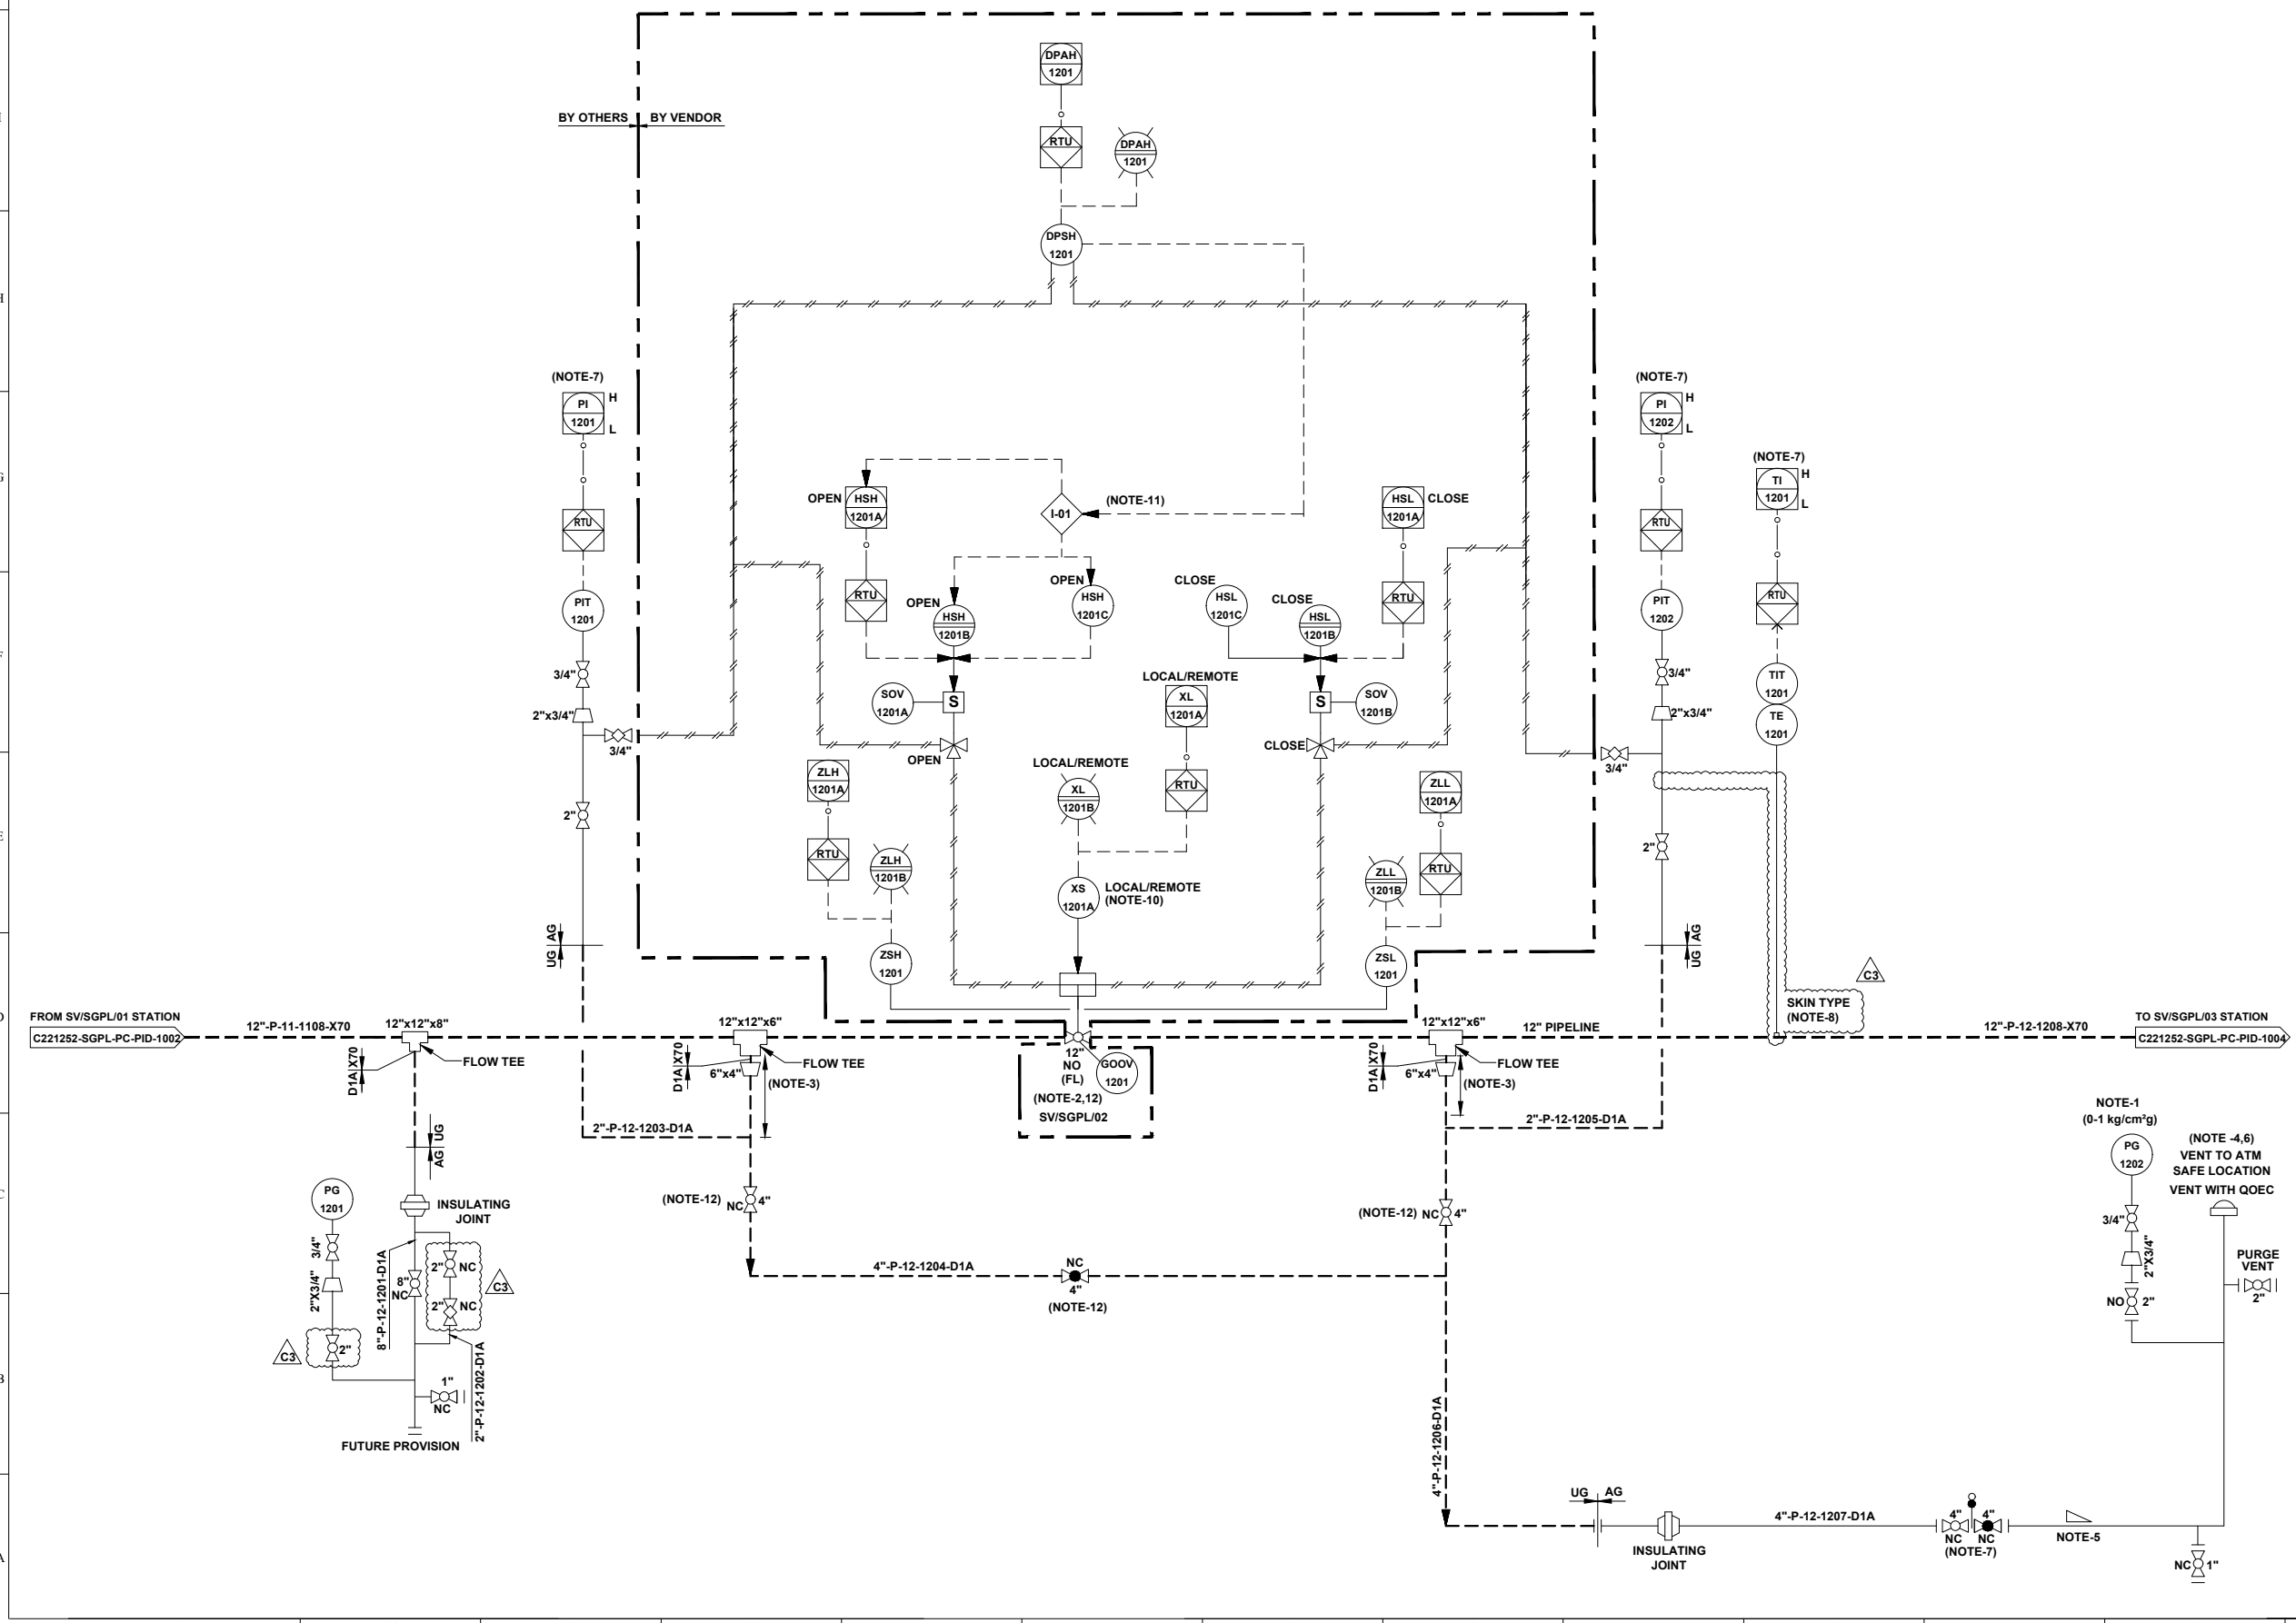 DPAH
1201
BY OTHERS
BY VENDOR
RTU
DPAH
1201
DPSH
1201
(NOTE-7)
PI
1201
H
L
RTU
PIT
1201
3/4"
2"x3/4"
3/4"
2"
UG
AG
OPEN
HSH
1201A
RTU
I-01
(NOTE-11)
OPEN
HSH
1201B
OPEN
HSH
1201C
SOV
1201A
S
OPEN
HSL
1201A
CLOSE
RTU
CLOSE
HSL
1201C
CLOSE
HSL
1201B
S
SOV
1201B
CLOSE
LOCAL/REMOTE
XL
1201A
RTU
LOCAL/REMOTE
XL
1201B
XS
1201A
LOCAL/REMOTE
(NOTE-10)
ZLH
1201A
RTU
ZLH
1201B
ZSH
1201
ZLL
1201A
RTU
ZLL
1201B
ZSL
1201
(NOTE-7)
PI
1202
H
L
RTU
PIT
1202
3/4"
2"x3/4"
3/4"
2"
UG
AG
(NOTE-7)
TI
1201
H
L
RTU
TIT
1201
TE
1201
C3
SKIN TYPE
(NOTE-8)
FROM SV/SGPL/01 STATION
C221252-SGPL-PC-PID-1002
12"-P-11-1108-X70
12"x12"x8"
FLOW TEE
D1A
X70
12"x12"x6"
FLOW TEE
D1A
X70
6"x4"
(NOTE-3)
12"
NO
(FL)
GOOV
1201
(NOTE-2,12)
SV/SGPL/02
12"x12"x6"
12" PIPELINE
FLOW TEE
D1A
X70
6"x4"
(NOTE-3)
12"-P-12-1208-X70
TO SV/SGPL/03 STATION
C221252-SGPL-PC-PID-1004
2"-P-12-1203-D1A
2"-P-12-1205-D1A
AG
UG
INSULATING
JOINT
PG
1201
3/4"
2"X3/4"
2"
C3
8"-P-12-1201-D1A
8"
NC
2"
NC
2"
NC
C3
2"-P-12-1202-D1A
1"
NC
FUTURE PROVISION
(NOTE-12)
NC
4"
4"-P-12-1204-D1A
NC
4"
(NOTE-12)
(NOTE-12)
NC
4"
4"-P-12-1206-D1A
UG
AG
INSULATING
JOINT
4"-P-12-1207-D1A
4"
NC
4"
NC
(NOTE-7)
NOTE-5
NC
1"
NOTE-1
(0-1 kg/cm²g)
PG
1202
3/4"
2"X3/4"
NO
2"
(NOTE -4,6)
VENT TO ATM
SAFE LOCATION
VENT WITH QOEC
PURGE
VENT
2"